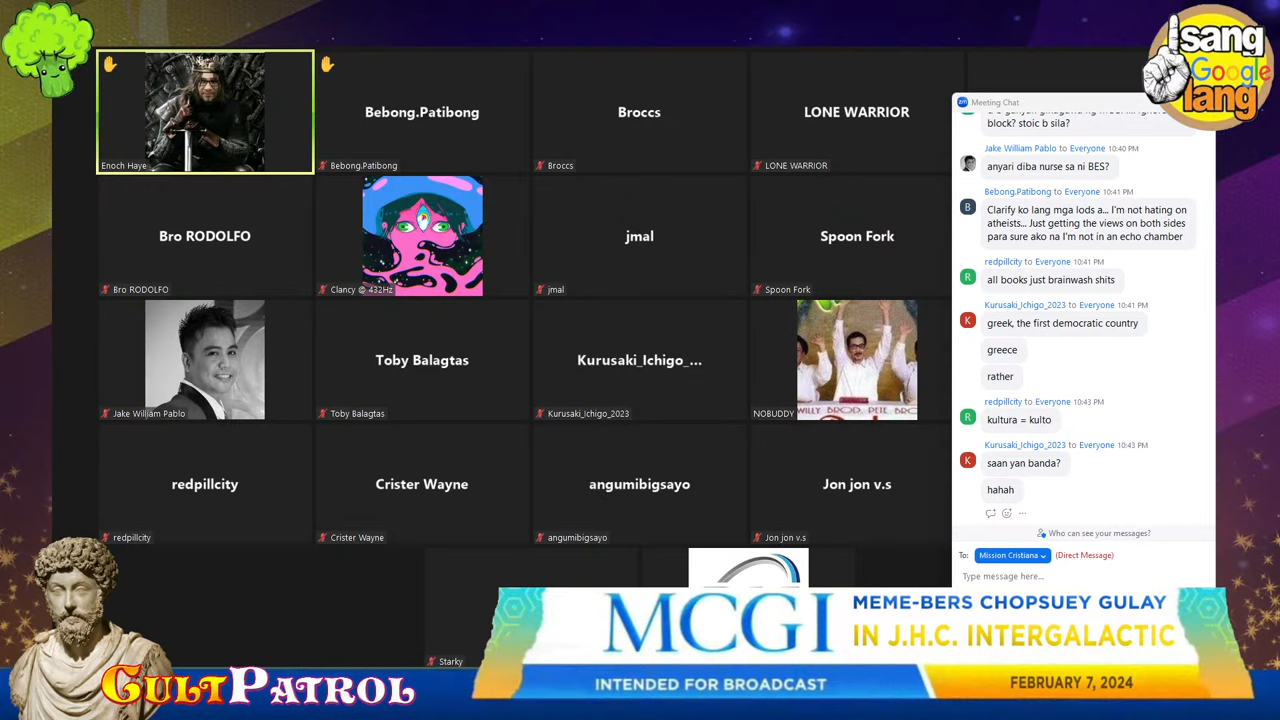 Isang
Google
lang
Enoch Haye
Bebong.Patibong
Bebong.Patibong
Broccs
Broccs
LONE WARRIOR
LONE WARRIOR
Bro RODOLFO
Bro RODOLFO
Clancy @ 432Hz
jmal
jmal
Spoon Fork
Spoon Fork
Jake William Pablo
Toby Balagtas
Toby Balagtas
Kurusaki_Ichigo_...
Kurusaki_Ichigo_2023
WILLY BROD, PETE BRO
NOBUDDY
redpillcity
redpillcity
Crister Wayne
Crister Wayne
angumibigsayo
angumibigsayo
Jon jon v.s
Jon jon v.s
Starky
zm Meeting Chat
block? stoic b sila?
Jake William Pablo to Everyone 10:40 PM
anyari diba nurse sa ni BES?
Bebong.Patibong to Everyone 10:41 PM
B
Clarify ko lang mga lods a... I'm not hating on
atheists... Just getting the views on both sides
para sure ako na I'm not in an echo chamber
redpillcity to Everyone 10:41 PM
R
all books just brainwash shits
Kurusaki_Ichigo_2023 to Everyone 10:41 PM
K
greek, the first democratic country
greece
rather
redpillcity to Everyone 10:43 PM
R
kultura = kulto
Kurusaki_Ichigo_2023 to Everyone 10:43 PM
K
saan yan banda?
hahah
Who can see your messages?
To: Mission Cristiana (Direct Message)
Type message here...
MCGI
MEME-BERS CHOPSUEY GULAY
IN J.H.C. INTERGALACTIC
INTENDED FOR BROADCAST
FEBRUARY 7, 2024
CULTPATROL